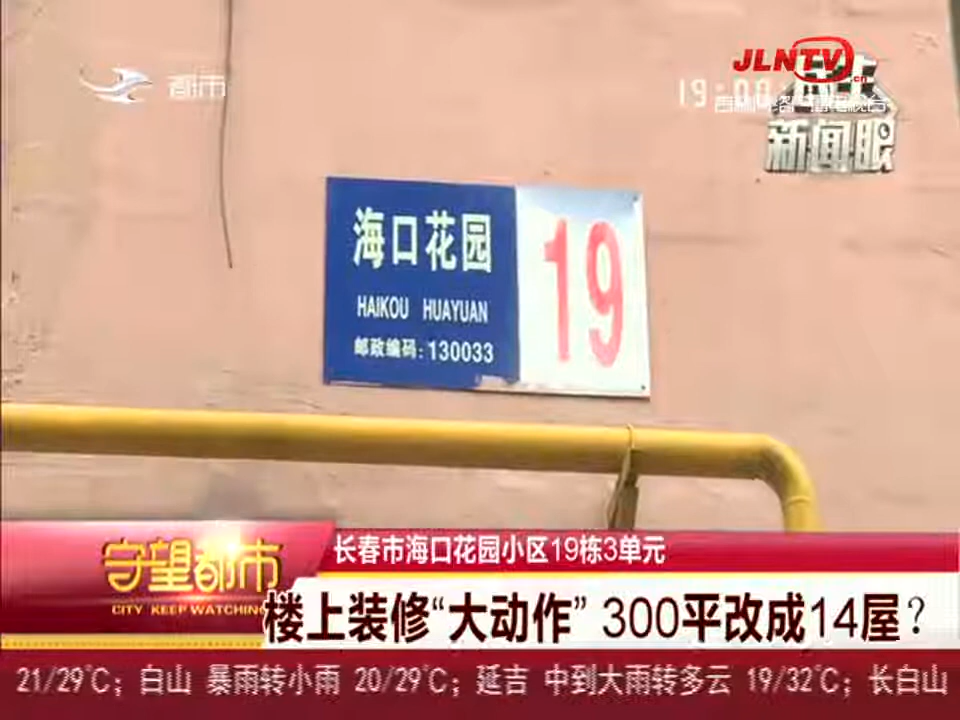 都市
JLNTV.cn
新闻眼
海口花园
19
HAIKOU HUAYUAN
邮政编码:130033
长春市海口花园小区19栋3单元
守望都市
CITY KEEP WATCHING
楼上装修“大动作” 300平改成14屋?
21/29℃; 白山 暴雨转小雨 20/29℃; 延吉 中到大雨转多云 19/32℃; 长白山